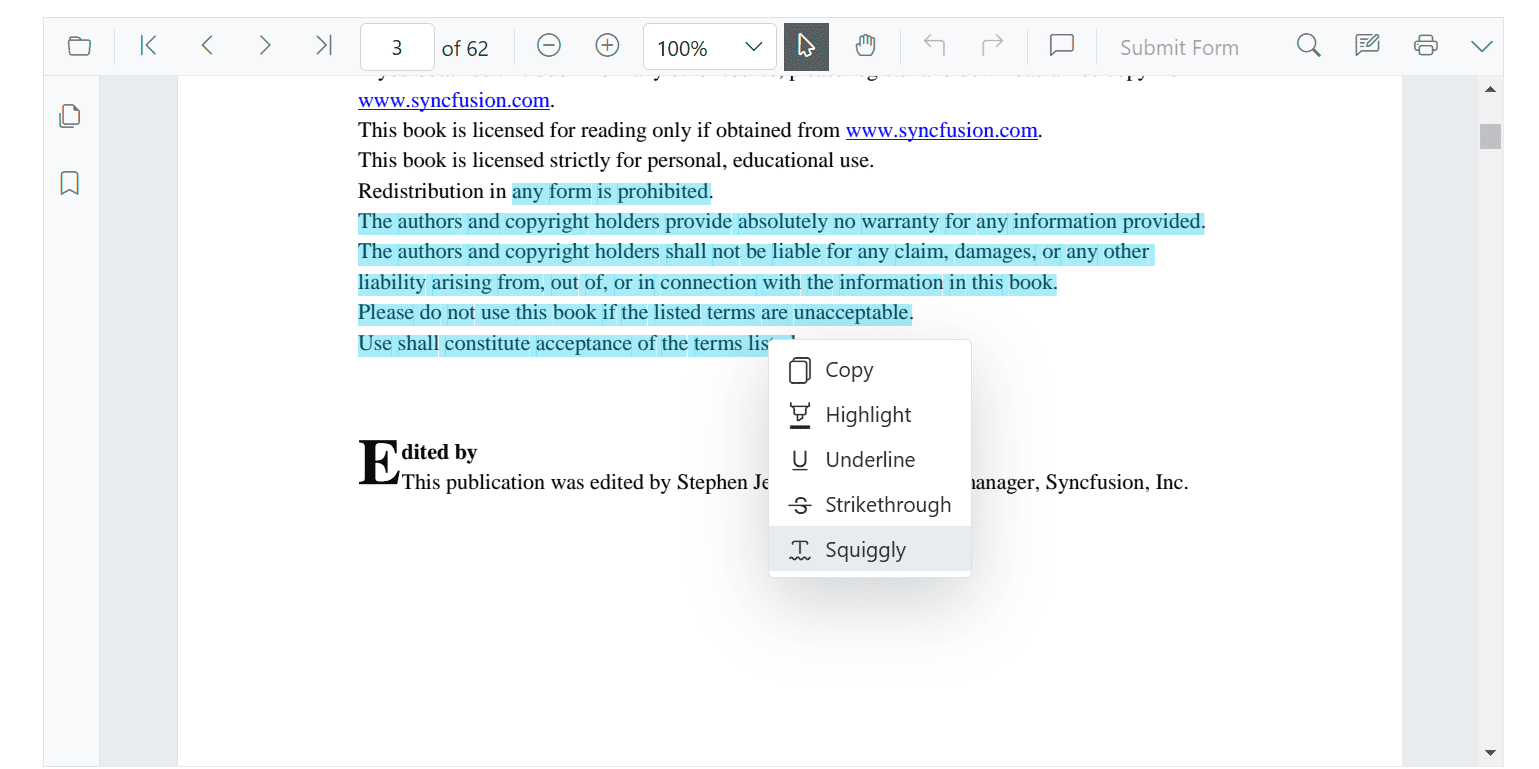 3 of 62 100% Submit Form
www.syncfusion.com.
This book is licensed for reading only if obtained from www.syncfusion.com.
This book is licensed strictly for personal, educational use.
Redistribution in any form is prohibited.
The authors and copyright holders provide absolutely no warranty for any information provided.
The authors and copyright holders shall not be liable for any claim, damages, or any other
liability arising from, out of, or in connection with the information in this book.
Please do not use this book if the listed terms are unacceptable.
Use shall constitute acceptance of the terms
Copy
Highlight
Underline
Strikethrough
Squiggly
Edited by
This publication was edited by Stephen Syncfusion, Inc.